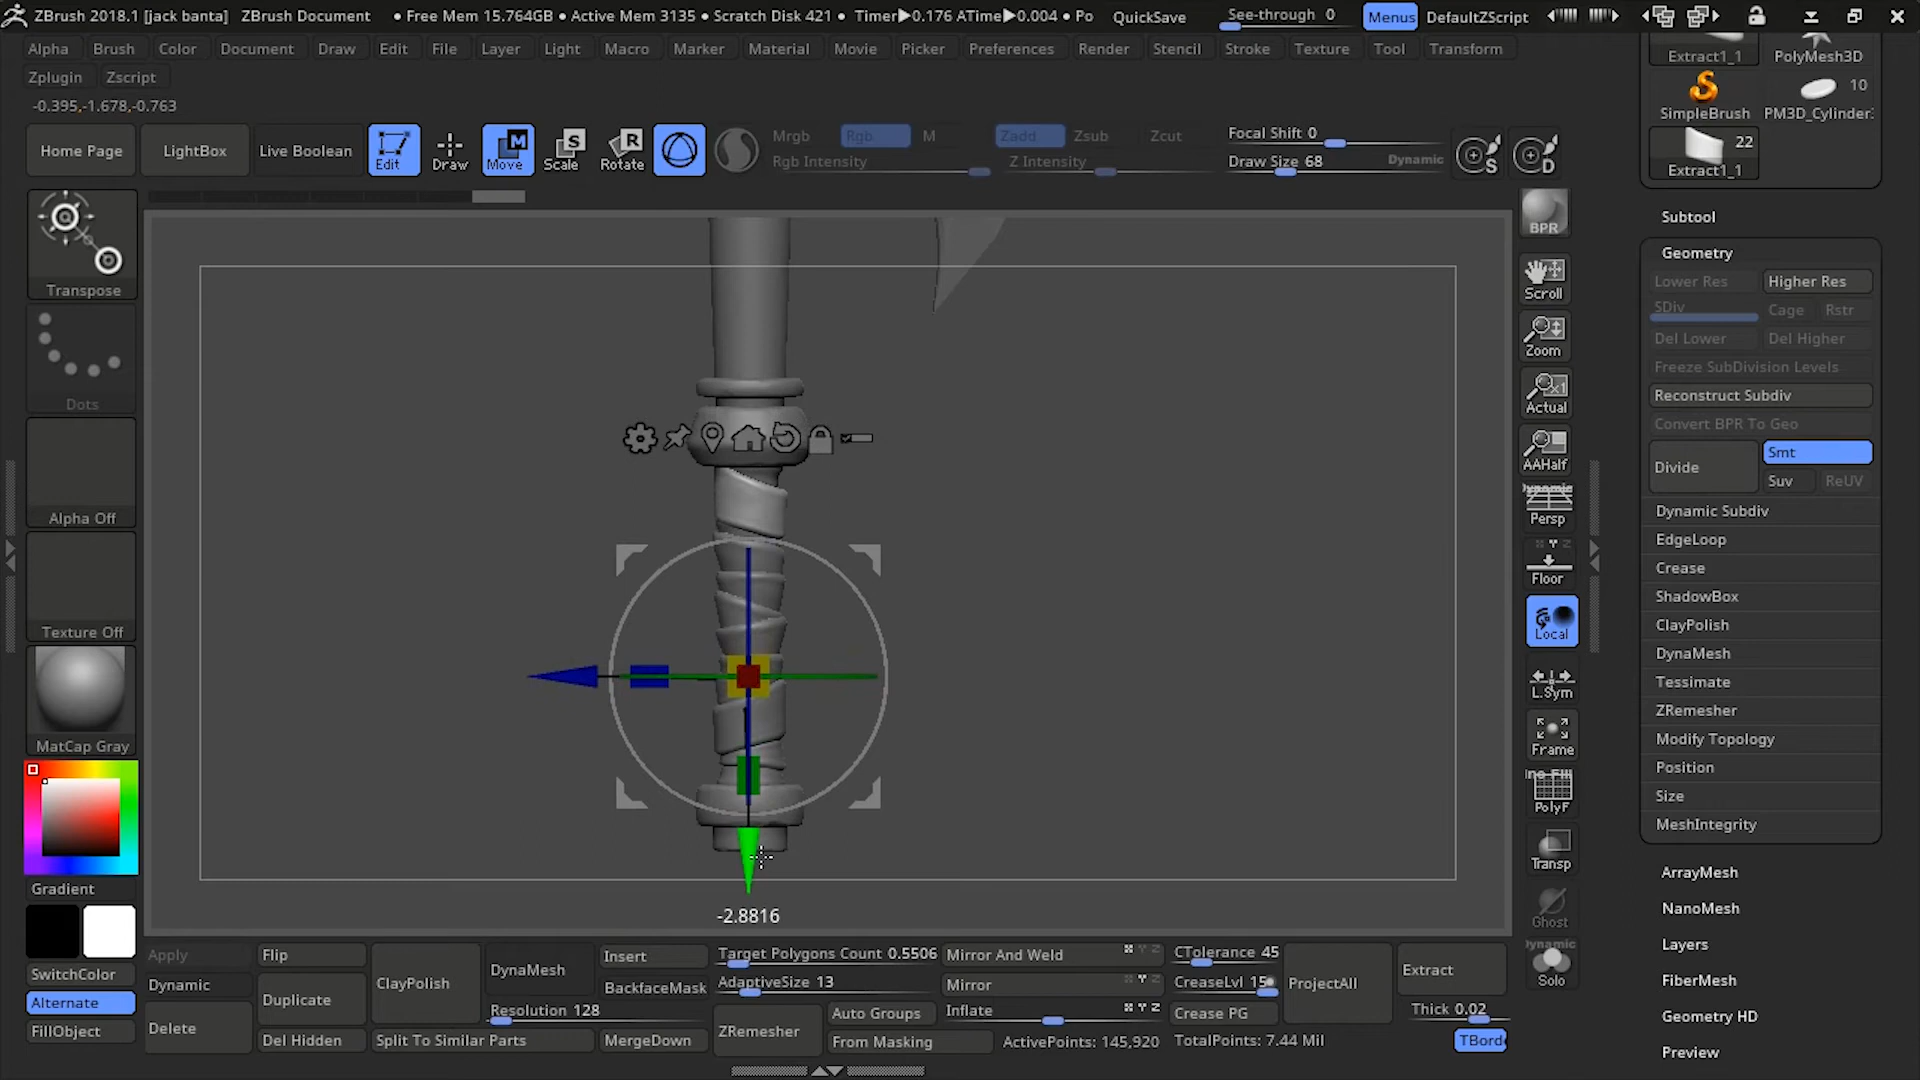 ZBrush 2018.1 [jack banta] ZBrush Document • Free Mem 15.764GB • Active Mem 3135 • Scratch Disk 421 • Timer▶0.176 ATime▶0.004 • Po QuickSave See-through 0 Menus DefaultZScript
Alpha Brush Color Document Draw Edit File Layer Light Macro Marker Material Movie Picker Preferences Render Stencil Stroke Texture Tool Transform
Zplugin Zscript
-0.395,-1.678,-0.763
Home Page LightBox Live Boolean Edit Draw Move Scale Rotate
Mrgb Rgb M Zadd Zsub Zcut
Rgb Intensity Z Intensity
Focal Shift 0
Draw Size 68 Dynamic
S D
Transpose
Dots
Alpha Off
Texture Off
MatCap Gray
Gradient
SwitchColor
Alternate
FillObject
-2.8816
BPR
Scroll
Zoom
Actual
AAHalf
Dynamic
Persp
Floor
Local
L.Sym
Frame
PolyF
Transp
Ghost
Dynamic
Solo
Extract1_1 PolyMesh3D
10
SimpleBrush PM3D_Cylinder3
22
Extract1_1
Subtool
Geometry
Lower Res Higher Res
SDiv Cage Rstr
Del Lower Del Higher
Freeze SubDivision Levels
Reconstruct Subdiv
Convert BPR To Geo
Divide Smt
Suv ReUV
Dynamic Subdiv
EdgeLoop
Crease
ShadowBox
ClayPolish
DynaMesh
Tessimate
ZRemesher
Modify Topology
Position
Size
MeshIntegrity
ArrayMesh
NanoMesh
Layers
FiberMesh
Geometry HD
Preview
Apply Flip ClayPolish DynaMesh Insert Target Polygons Count 0.5506 Mirror And Weld CTolerance 45 ProjectAll Extract
Dynamic Duplicate BackfaceMask AdaptiveSize 13 Mirror CreaseLvl 15
Delete Resolution 128 ZRemesher Auto Groups Inflate Crease PG Thick 0.02
Del Hidden Split To Similar Parts MergeDown From Masking ActivePoints: 145,920 TotalPoints: 7.44 Mil TBorde